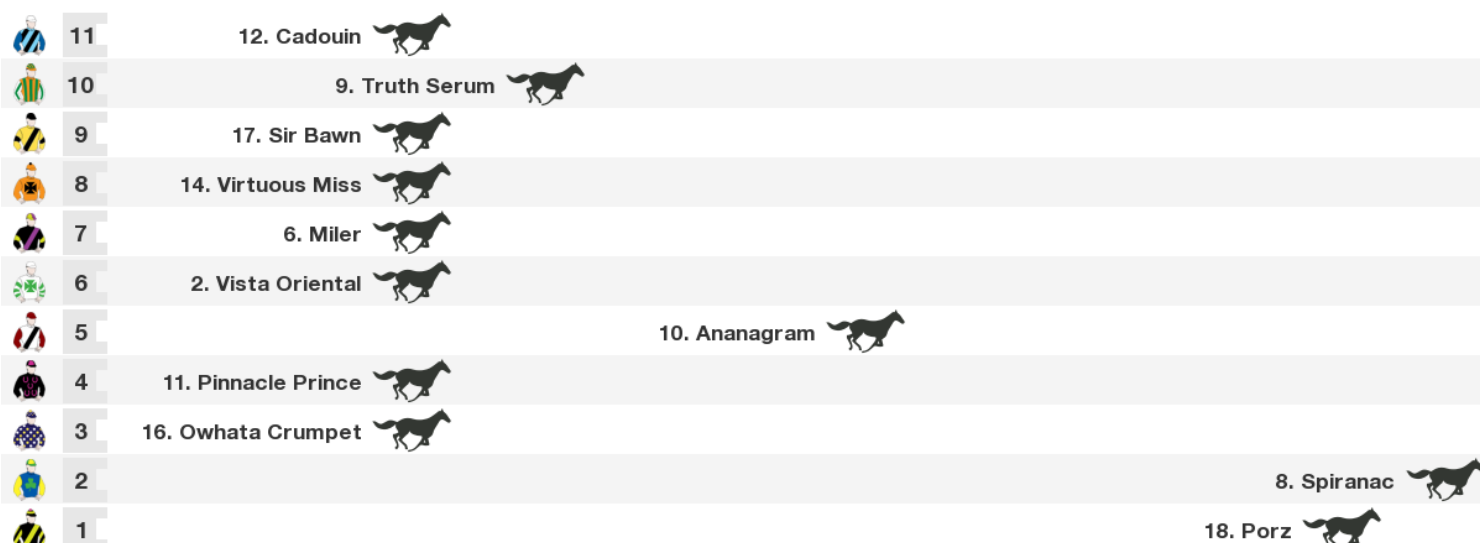 11 12. Cadouin
10 9. Truth Serum
9 17. Sir Bawn
8 14. Virtuous Miss
7 6. Miler
6 2. Vista Oriental
5 10. Ananagram
4 11. Pinnacle Prince
3 16. Owhata Crumpet
2 8. Spiranac
1 18. Porz